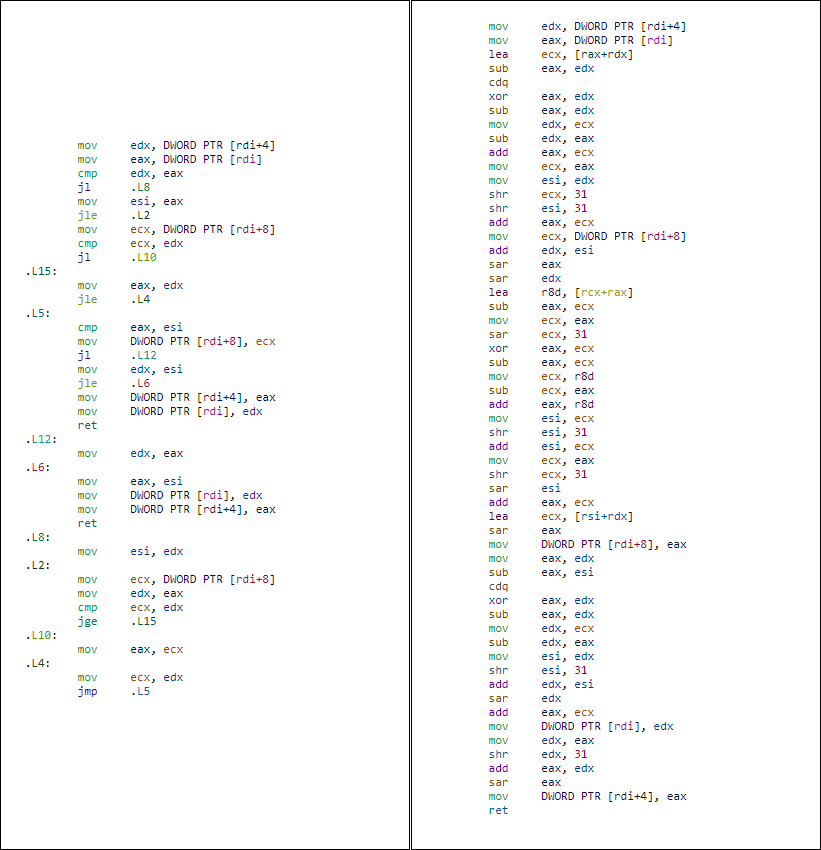 mov edx, DWORD PTR [rdi+4]
mov eax, DWORD PTR [rdi]
cmp edx, eax
jl .L8
mov esi, eax
jle .L2
mov ecx, DWORD PTR [rdi+8]
cmp ecx, edx
jl .L10
.L15:
mov eax, edx
jle .L4
.L5:
cmp eax, esi
mov DWORD PTR [rdi+8], ecx
jl .L12
mov edx, esi
jle .L6
mov DWORD PTR [rdi+4], eax
mov DWORD PTR [rdi], edx
ret
.L12:
mov edx, eax
.L6:
mov eax, esi
mov DWORD PTR [rdi], edx
mov DWORD PTR [rdi+4], eax
ret
.L8:
mov esi, edx
.L2:
mov ecx, DWORD PTR [rdi+8]
mov edx, eax
cmp ecx, edx
jge .L15
.L10:
mov eax, ecx
.L4:
mov ecx, edx
jmp .L5
mov edx, DWORD PTR [rdi+4]
mov eax, DWORD PTR [rdi]
lea ecx, [rax+rdx]
sub eax, edx
cdq
xor eax, edx
sub eax, edx
mov edx, ecx
sub edx, eax
add eax, ecx
mov ecx, eax
mov esi, edx
shr ecx, 31
shr esi, 31
add eax, ecx
mov ecx, DWORD PTR [rdi+8]
add edx, esi
sar eax
sar edx
lea r8d, [rcx+rax]
sub eax, ecx
mov ecx, eax
sar ecx, 31
xor eax, ecx
sub eax, ecx
mov ecx, r8d
sub ecx, eax
add eax, r8d
mov esi, ecx
shr esi, 31
add esi, ecx
mov ecx, eax
shr ecx, 31
sar esi
add eax, ecx
lea ecx, [rsi+rdx]
sar eax
mov DWORD PTR [rdi+8], eax
mov eax, edx
sub eax, esi
cdq
xor eax, edx
sub eax, edx
mov edx, ecx
sub edx, eax
mov esi, edx
shr esi, 31
add edx, esi
sar edx
add eax, ecx
mov DWORD PTR [rdi], edx
mov edx, eax
shr edx, 31
add eax, edx
sar eax
mov DWORD PTR [rdi+4], eax
ret